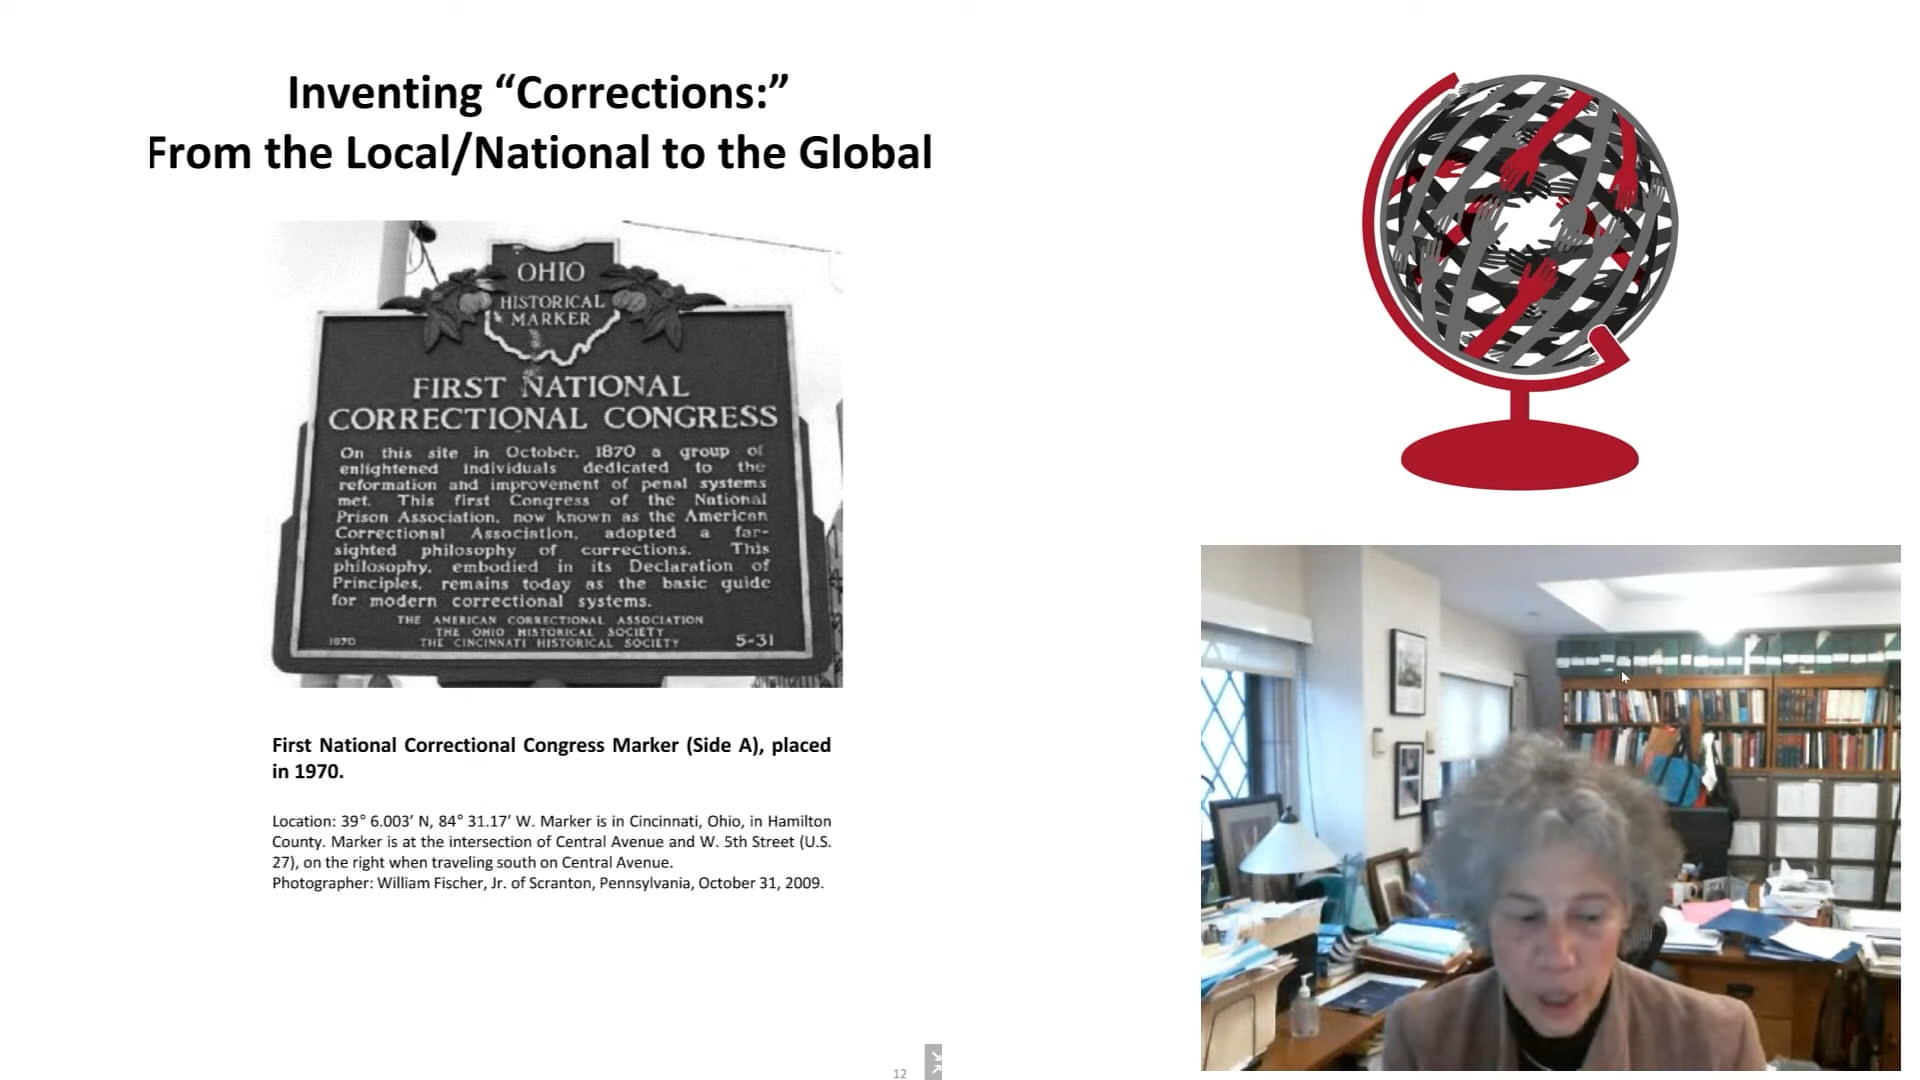 Inventing “Corrections:”
From the Local/National to the Global
OHIO
HISTORICAL
MARKER
FIRST NATIONAL
CORRECTIONAL CONGRESS
On this site in October, 1870 a group of
enlightened individuals dedicated to the
reformation and improvement of penal systems
met. This first Congress of the National
Prison Association, now known as the American
Correctional Association, adopted a far-
sighted philosophy of corrections. This
philosophy, embodied in its Declaration of
Principles, remains today as the basic guide
for modern correctional systems.
THE AMERICAN CORRECTIONAL ASSOCIATION
THE OHIO HISTORICAL SOCIETY
1970 THE CINCINNATI HISTORICAL SOCIETY 5-31
First National Correctional Congress Marker (Side A), placed
in 1970.
Location: 39° 6.003′ N, 84° 31.17′ W. Marker is in Cincinnati, Ohio, in Hamilton
County. Marker is at the intersection of Central Avenue and W. 5th Street (U.S.
27), on the right when traveling south on Central Avenue.
Photographer: William Fischer, Jr. of Scranton, Pennsylvania, October 31, 2009.
12